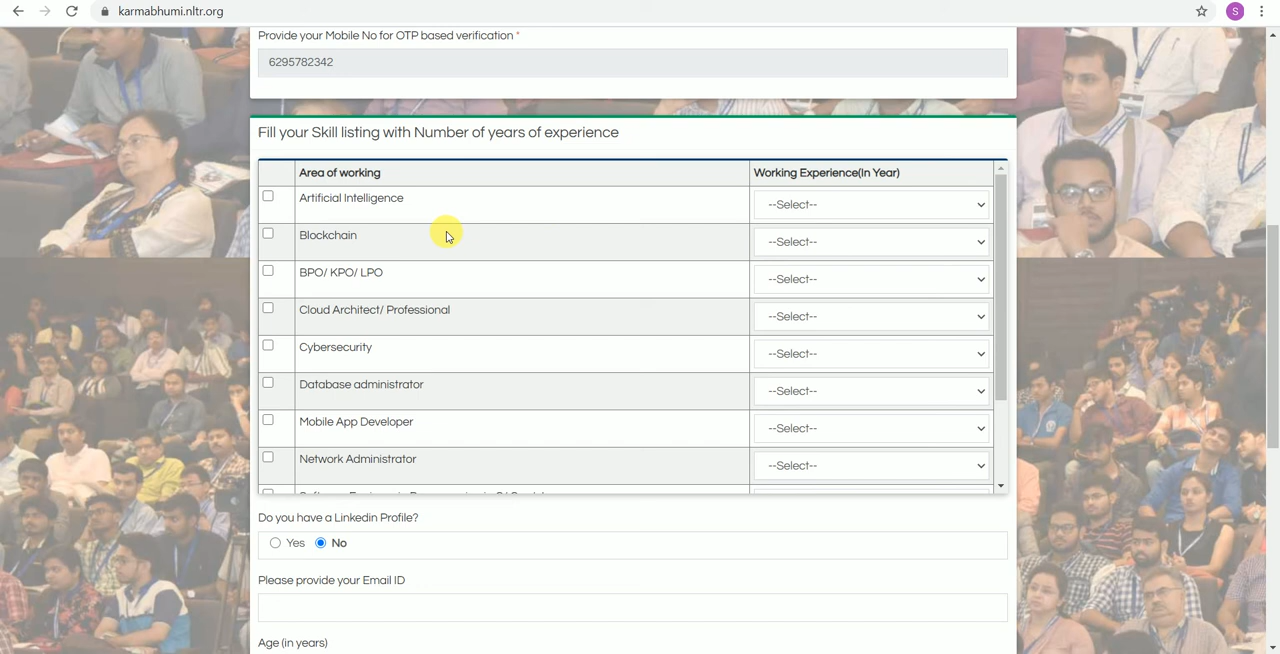 karmabhumi.nltr.org
S
Provide your Mobile No for OTP based verification *
6295782342
Fill your Skill listing with Number of years of experience
Area of working Working Experience(In Year)
Artificial Intelligence --Select--
Blockchain --Select--
BPO/ KPO/ LPO --Select--
Cloud Architect/ Professional --Select--
Cybersecurity --Select--
Database administrator --Select--
Mobile App Developer --Select--
Network Administrator --Select--
Do you have a Linkedin Profile?
Yes No
Please provide your Email ID
Age (in years)